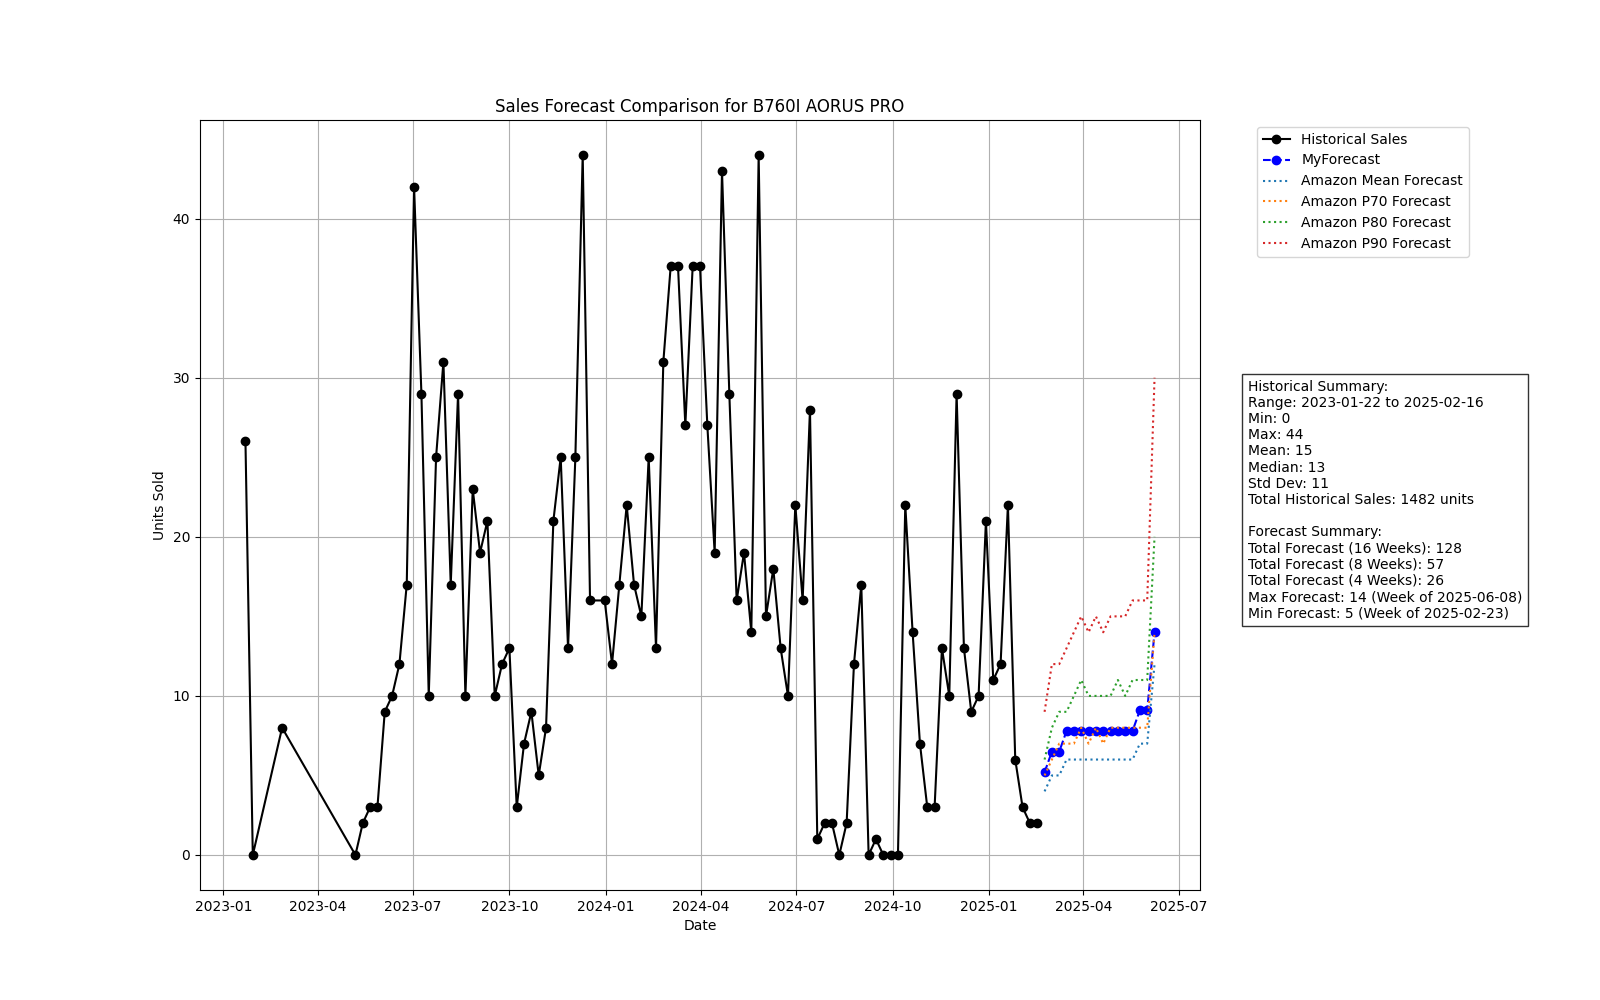 Sales Forecast Comparison for B760I AORUS PRO
Units Sold
40
30
20
10
0
2023-01
2023-04
2023-07
2023-10
2024-01
2024-04
2024-07
2024-10
2025-01
2025-04
2025-07
Date
Historical Sales
MyForecast
Amazon Mean Forecast
Amazon P70 Forecast
Amazon P80 Forecast
Amazon P90 Forecast
Historical Summary:
Range: 2023-01-22 to 2025-02-16
Min: 0
Max: 44
Mean: 15
Median: 13
Std Dev: 11
Total Historical Sales: 1482 units
Forecast Summary:
Total Forecast (16 Weeks): 128
Total Forecast (8 Weeks): 57
Total Forecast (4 Weeks): 26
Max Forecast: 14 (Week of 2025-06-08)
Min Forecast: 5 (Week of 2025-02-23)